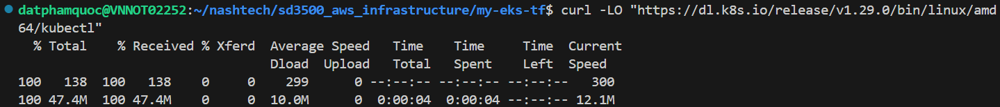 datphamquoc@VNNOT02252:~/nashtech/sd3500_aws_infrastructure/my-eks-tf$ curl -LO "https://dl.k8s.io/release/v1.29.0/bin/linux/amd
64/kubectl"
  % Total    % Received % Xferd  Average Speed   Time    Time     Time  Current
                                 Dload  Upload   Total   Spent    Left  Speed
100   138  100   138    0     0    299      0 --:--:-- --:--:-- --:--:--   300
100 47.4M  100 47.4M    0     0  10.0M      0  0:00:04  0:00:04 --:--:-- 12.1M